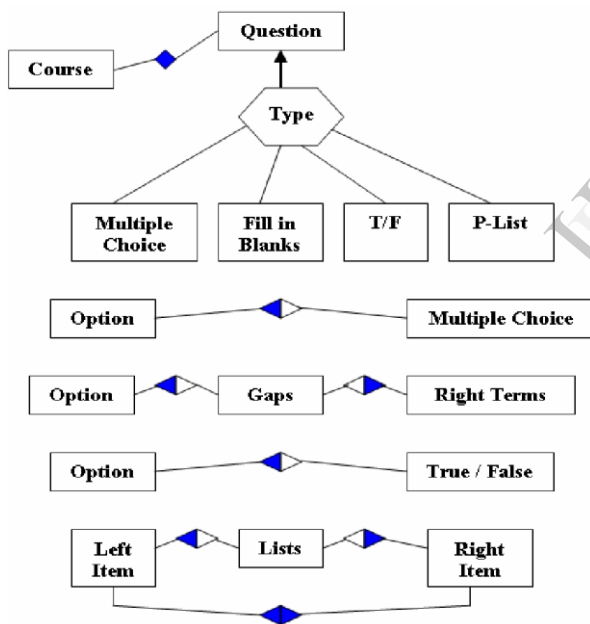 Question
Course
Type
Multiple
Choice
Fill in
Blanks
T/F
P-List
Option
Multiple Choice
Option
Gaps
Right Terms
Option
True / False
Left
Item
Lists
Right
Item